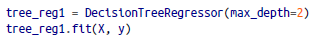 tree_reg1 = DecisionTreeRegressor(max_depth=2)
tree_reg1.fit(X, y)